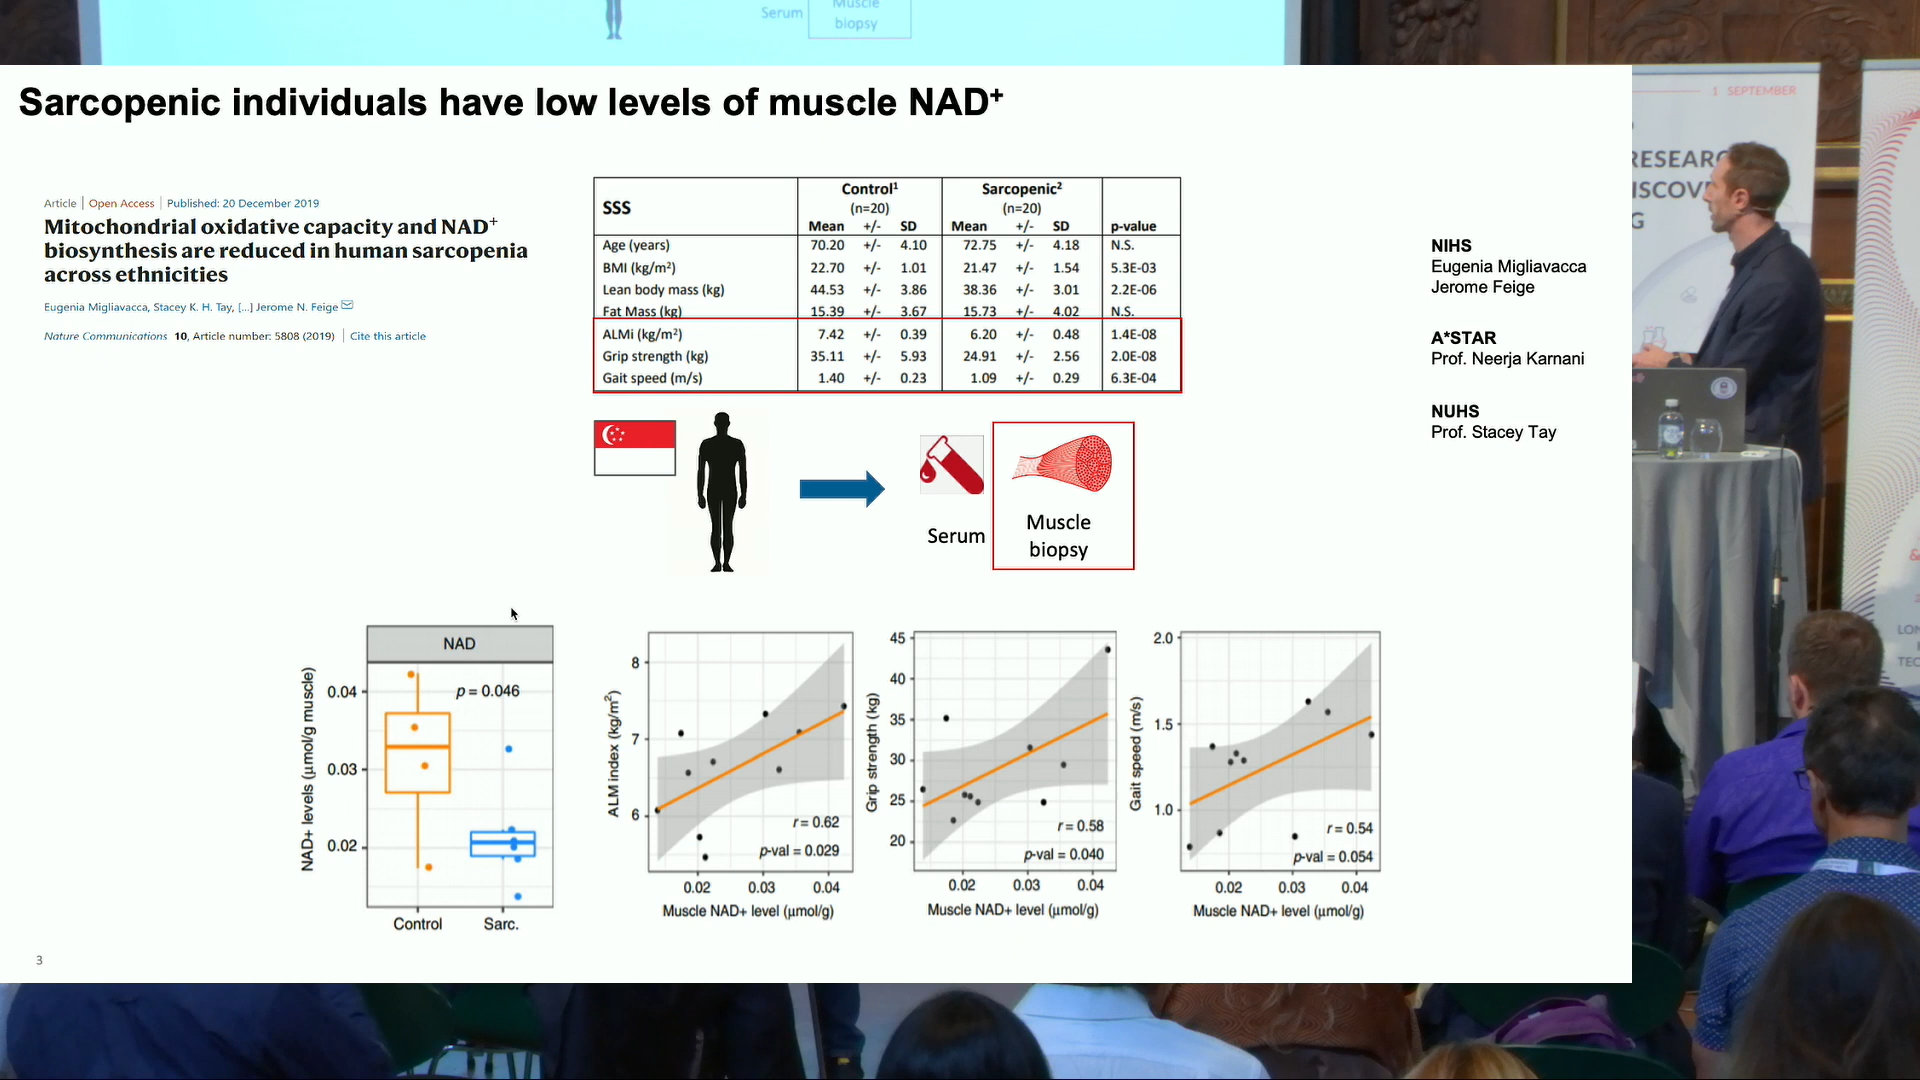 Serum
Muscle
biopsy
Sarcopenic individuals have low levels of muscle NAD⁺
Article | Open Access | Published: 20 December 2019
Mitochondrial oxidative capacity and NAD⁺
biosynthesis are reduced in human sarcopenia
across ethnicities
Eugenia Migliavacca, Stacey K. H. Tay, [...] Jerome N. Feige
Nature Communications 10, Article number: 5808 (2019) | Cite this article
SSS
Control¹ Sarcopenic²
(n=20) (n=20)
Mean +/- SD Mean +/- SD p-value
Age (years) 70.20 +/- 4.10 72.75 +/- 4.18 N.S.
BMI (kg/m²) 22.70 +/- 1.01 21.47 +/- 1.54 5.3E-03
Lean body mass (kg) 44.53 +/- 3.86 38.36 +/- 3.01 2.2E-06
Fat Mass (kg) 15.39 +/- 3.67 15.73 +/- 4.02 N.S.
ALMi (kg/m²) 7.42 +/- 0.39 6.20 +/- 0.48 1.4E-08
Grip strength (kg) 35.11 +/- 5.93 24.91 +/- 2.56 2.0E-08
Gait speed (m/s) 1.40 +/- 0.23 1.09 +/- 0.29 6.3E-04
NIHS
Eugenia Migliavacca
Jerome Feige
A*STAR
Prof. Neerja Karnani
NUHS
Prof. Stacey Tay
Serum
Muscle
biopsy
NAD
p = 0.046
NAD+ levels (µmol/g muscle)
0.04
0.03
0.02
Control Sarc.
ALM index (kg/m²)
8
7
6
r = 0.62
p-val = 0.029
0.02 0.03 0.04
Muscle NAD+ level (µmol/g)
Grip strength (kg)
45
40
35
30
25
20
r = 0.58
p-val = 0.040
0.02 0.03 0.04
Muscle NAD+ level (µmol/g)
Gait speed (m/s)
2.0
1.5
1.0
r = 0.54
p-val = 0.054
0.02 0.03 0.04
Muscle NAD+ level (µmol/g)
3
1 SEPTEMBER